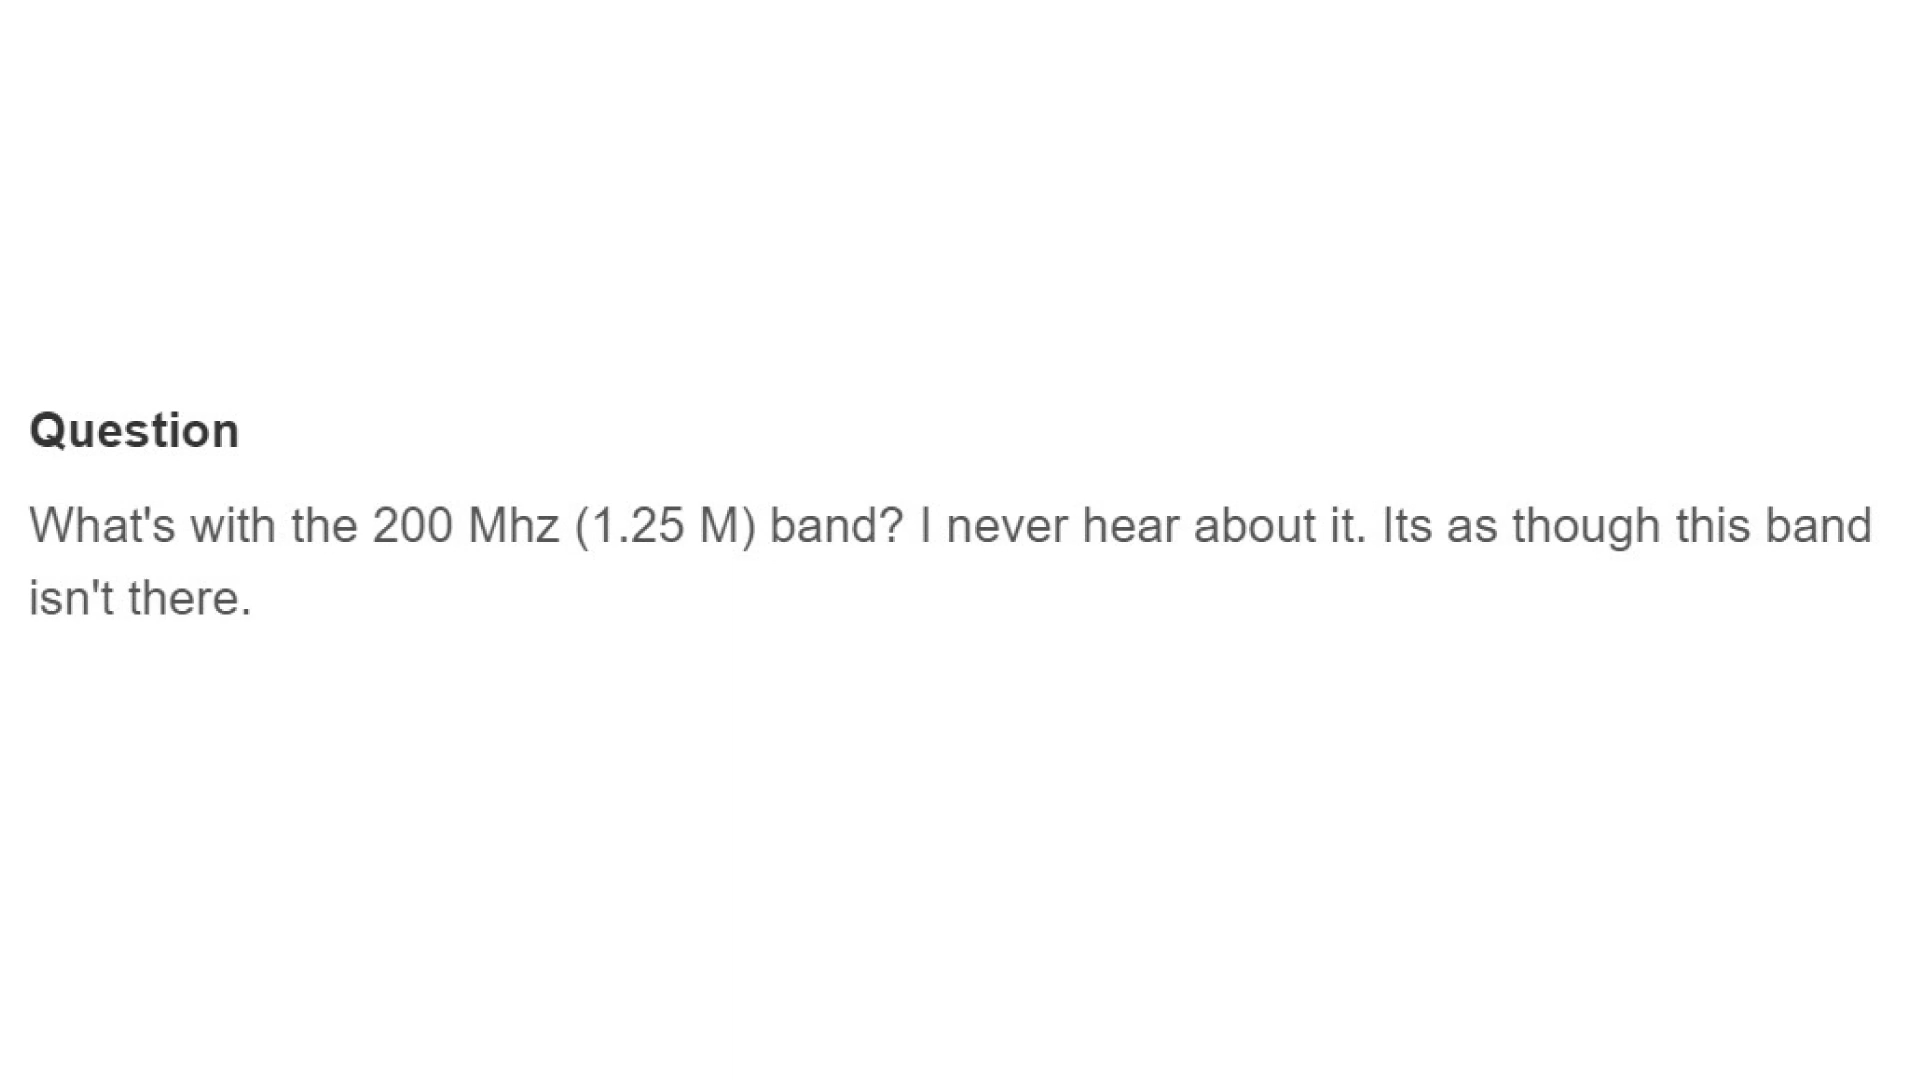 Question
What's with the 200 Mhz (1.25 M) band? I never hear about it. Its as though this band
isn't there.